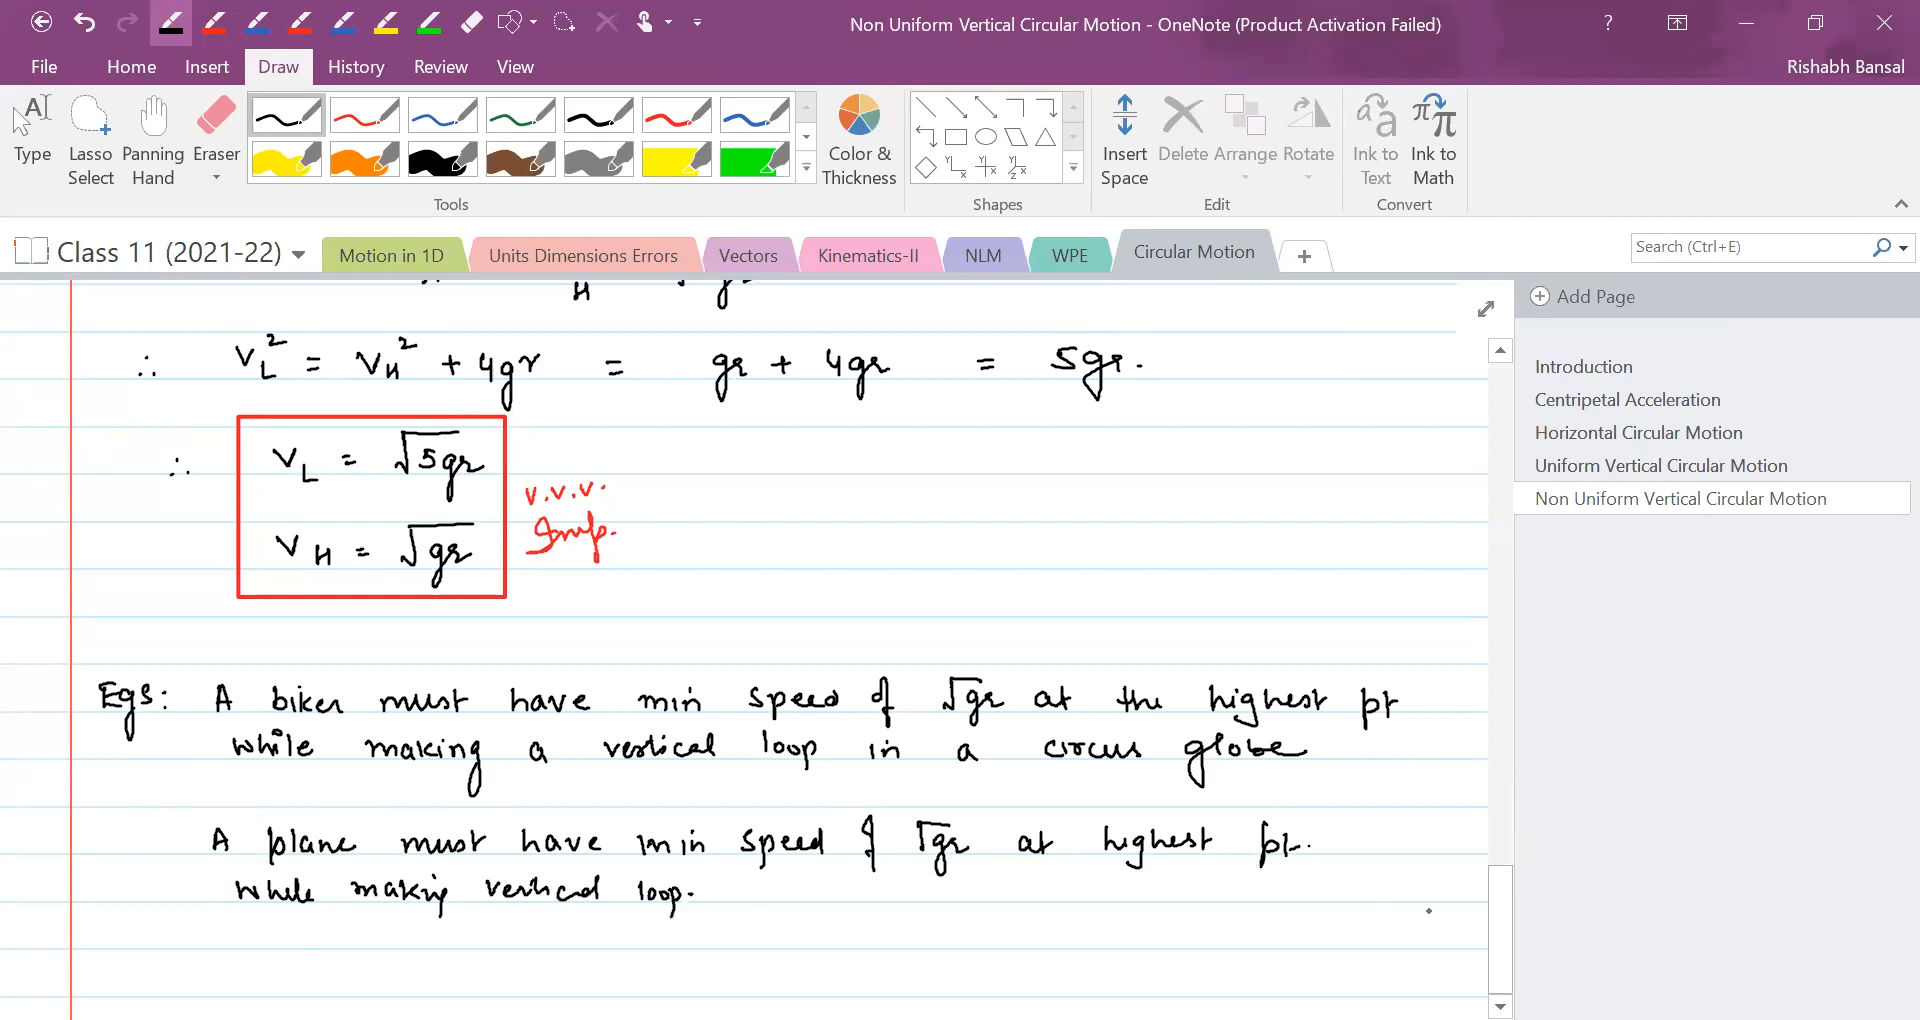 Non Uniform Vertical Circular Motion - OneNote (Product Activation Failed)
?
File Home Insert Draw History Review View
Rishabh Bansal
Type
Lasso Select
Panning Hand
Eraser
Color & Thickness
Insert Space
Delete
Arrange
Rotate
Ink to Text
Ink to Math
Tools
Shapes
Edit
Convert
Class 11 (2021-22)
Motion in 1D
Units Dimensions Errors
Vectors
Kinematics-II
NLM
WPE
Circular Motion
+
Search (Ctrl+E)
Add Page
Introduction
Centripetal Acceleration
Horizontal Circular Motion
Uniform Vertical Circular Motion
Non Uniform Vertical Circular Motion
∴ V_L² = V_H² + 4gr = gr + 4gr = 5gr.
∴ V_L = √5gr
V_H = √gr
v.v.v.
Imp.
Egs: A biker must have min speed of √gr at the highest pt
while making a vertical loop in a circus globe
A plane must have min speed of √gr at highest pt.
while making vertical loop.